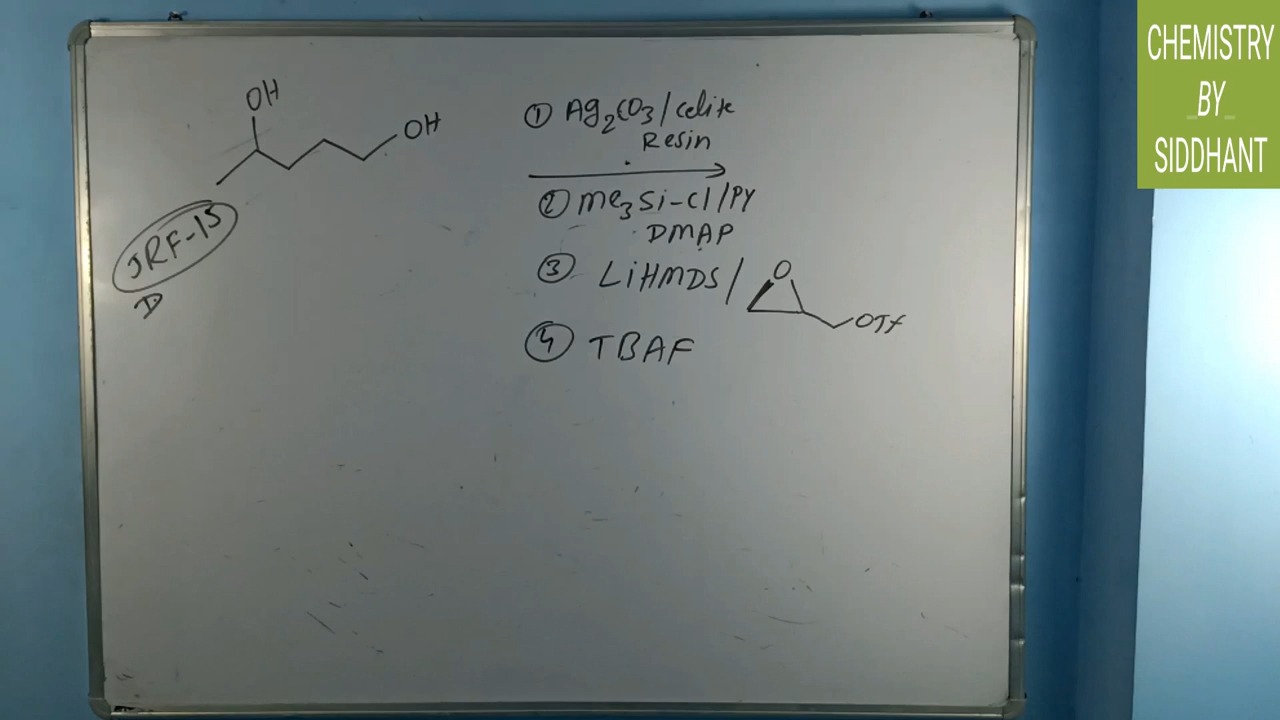 OH
OH
JRF-15
D
① Ag2CO3/celite
Resin
② Me3Si-Cl/PY
DMAP
③ LiHMDS/
O
OTf
④ TBAF
CHEMISTRY
BY
SIDDHANT